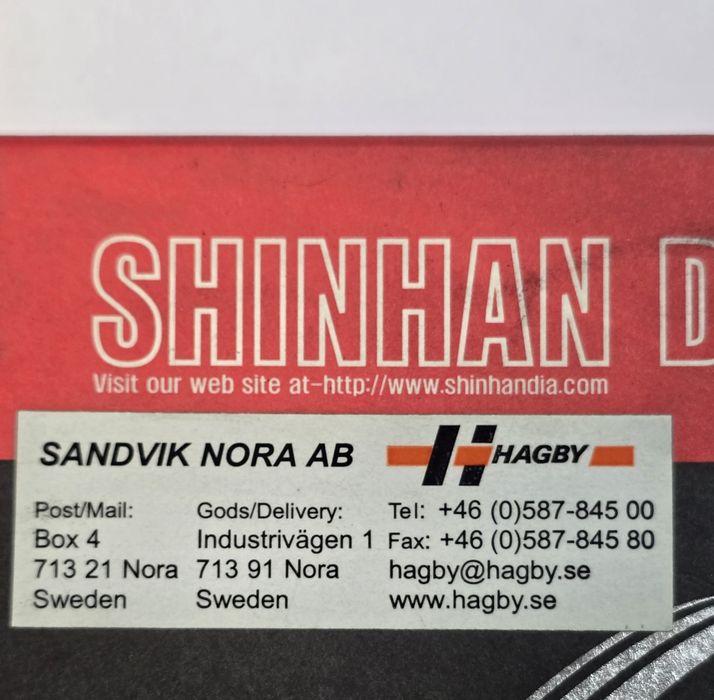 SHINHAN D
Visit our web site at-http://www.shinhandia.com
SANDVIK NORA AB HAGBY
Post/Mail: Gods/Delivery: Tel: +46 (0)587-845 00
Box 4 Industrivägen 1 Fax: +46 (0)587-845 80
713 21 Nora 713 91 Nora hagby@hagby.se
Sweden Sweden www.hagby.se